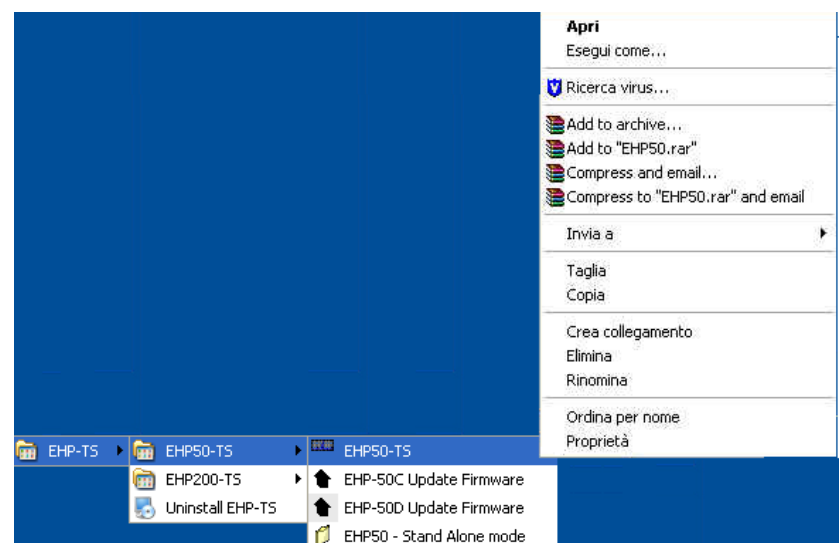 Apri
Esegui come...
Ricerca virus...
Add to archive...
Add to "EHP50.rar"
Compress and email...
Compress to "EHP50.rar" and email
Invia a
Taglia
Copia
Crea collegamento
Elimina
Rinomina
Ordina per nome
Proprietà
EHP-TS
EHP50-TS
EHP200-TS
Uninstall EHP-TS
EHP50-TS
EHP-50C Update Firmware
EHP-50D Update Firmware
EHP50 - Stand Alone mode